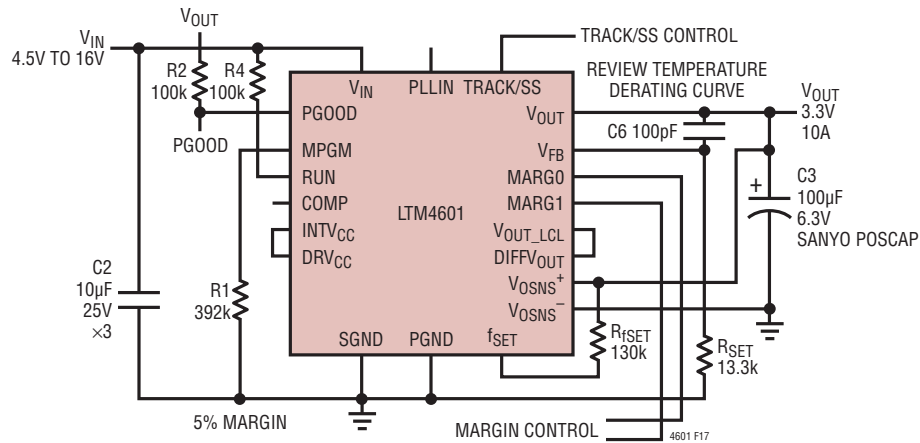 VOUT
VIN
4.5V TO 16V
R2
100k
R4
100k
PGOOD
TRACK/SS CONTROL
REVIEW TEMPERATURE
DERATING CURVE
VIN
PLLIN
TRACK/SS
PGOOD
MPGM
RUN
COMP
INTVCC
DRVCC
LTM4601
VOUT
VFB
MARG0
MARG1
VOUT_LCL
DIFFVOUT
VOSNS+
VOSNS–
SGND
PGND
fSET
C6 100pF
VOUT
3.3V
10A
+
C3
100µF
6.3V
SANYO POSCAP
C2
10µF
25V
×3
R1
392k
RfSET
130k
RSET
13.3k
5% MARGIN
MARGIN CONTROL
4601 F17